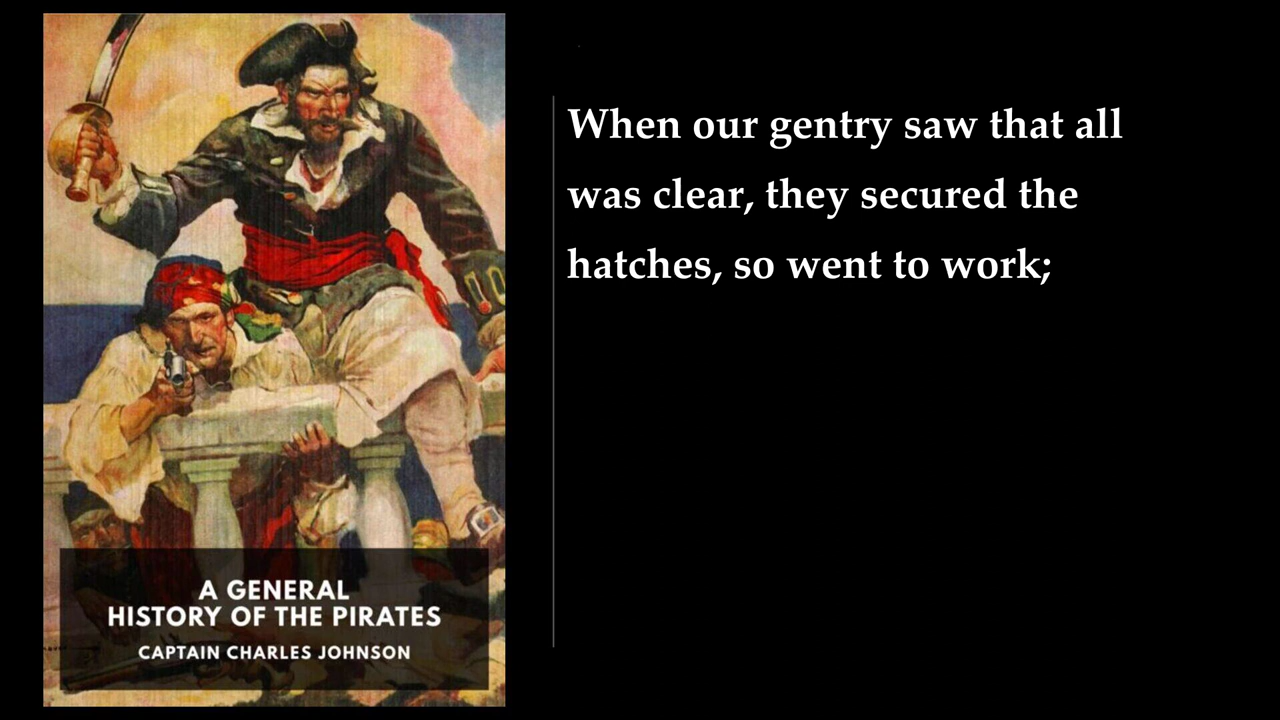 When our gentry saw that all
was clear, they secured the
hatches, so went to work;
A GENERAL
HISTORY OF THE PIRATES
CAPTAIN CHARLES JOHNSON